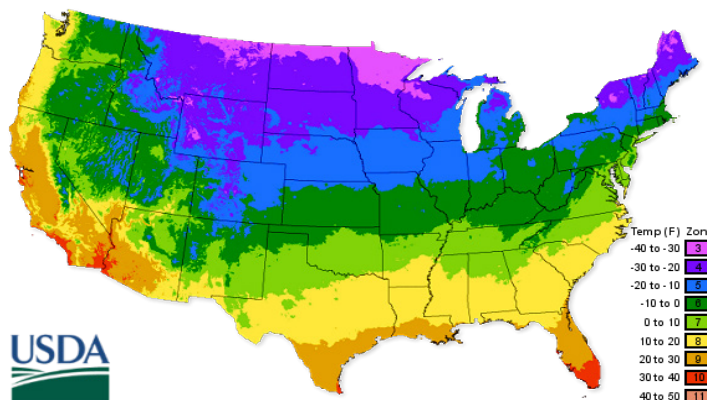 Temp (F) Zon
-40 to -30 3
-30 to -20 4
-20 to -10 5
-10 to 0 6
0 to 10 7
10 to 20 8
20 to 30 9
30 to 40 10
40 to 50 11
USDA